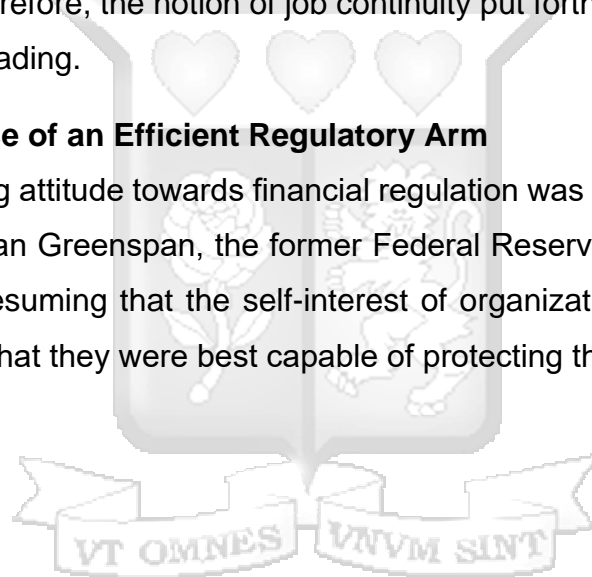 refore, the notion of job continuity put forth
ading.
e of an Efficient Regulatory Arm
g attitude towards financial regulation was
an Greenspan, the former Federal Reserv
esuming that the self-interest of organizat
hat they were best capable of protecting th
VT OMNES VNVM SINT